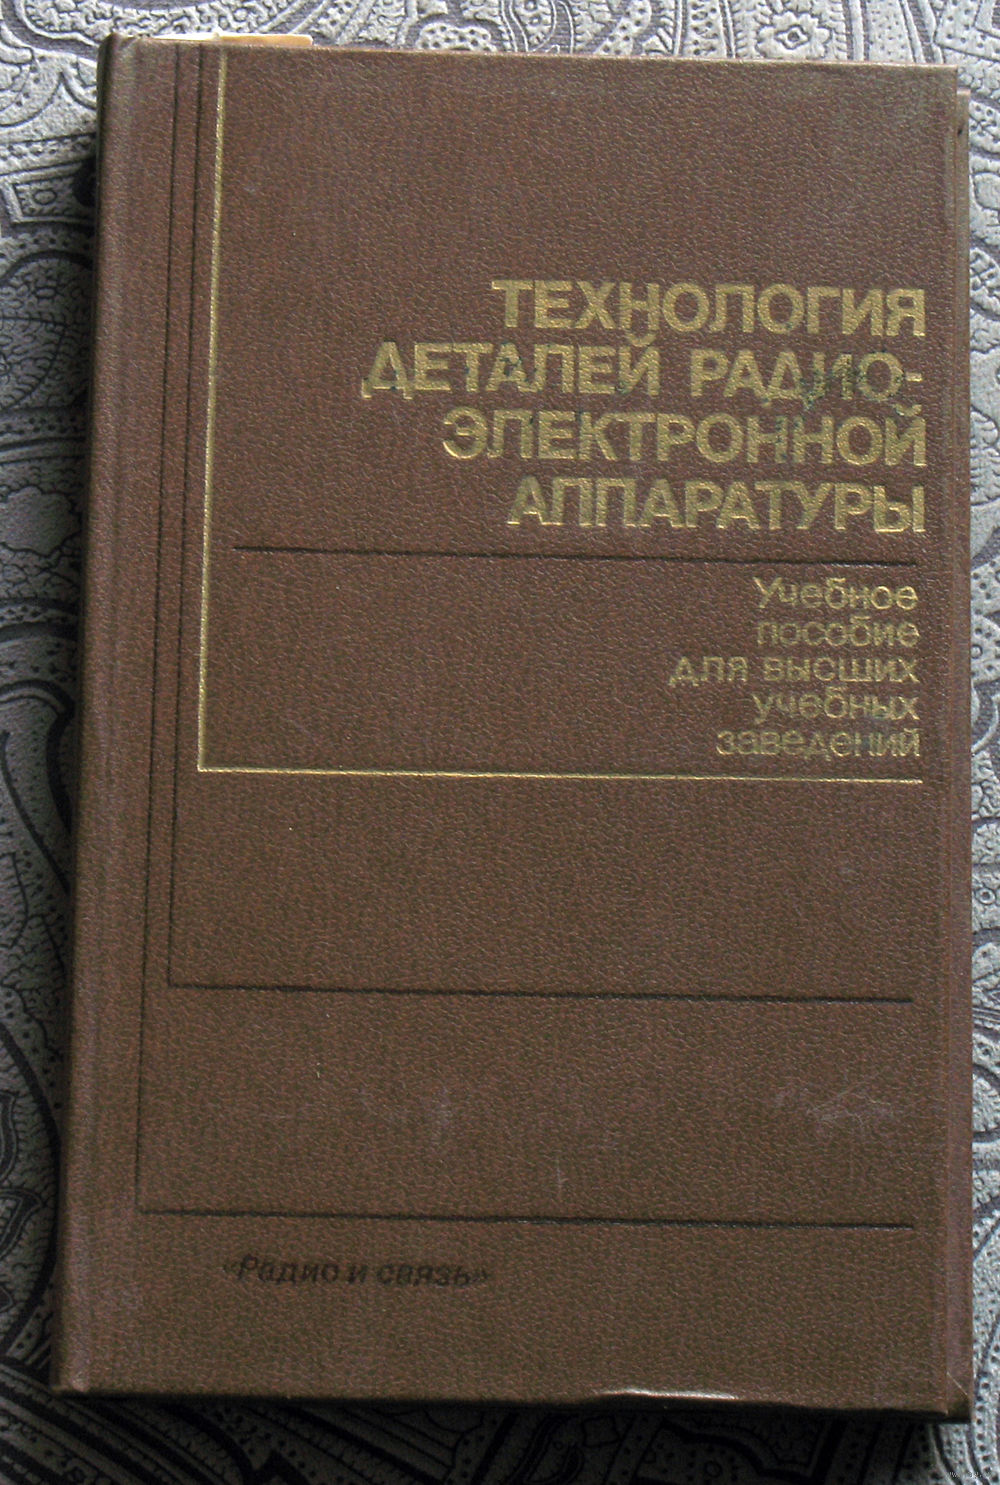 ТЕХНОЛОГИЯ
ДЕТАЛЕЙ РАДИО-
ЭЛЕКТРОННОЙ
АППАРАТУРЫ
Учебное
пособие
для высших
учебных
заведений
«Радио и связь»